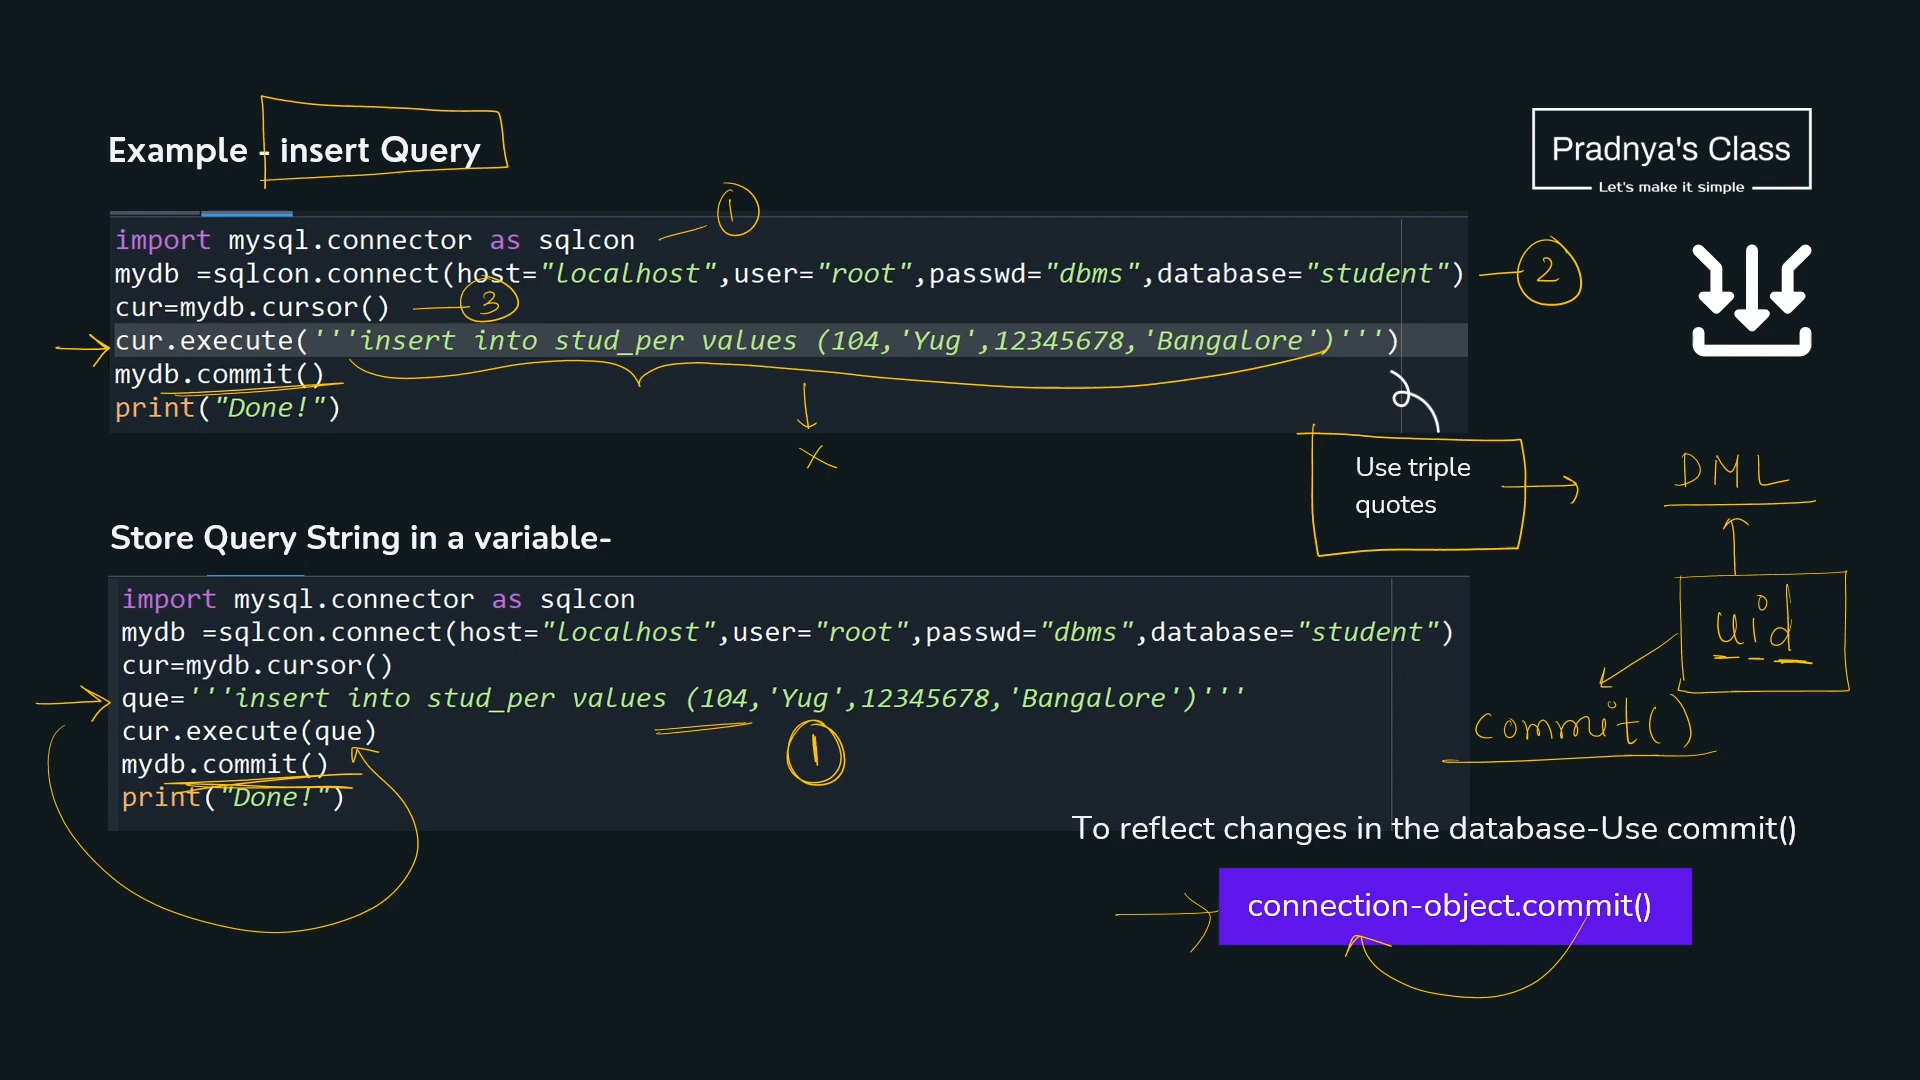 Example - insert Query
Pradnya's Class
Let's make it simple
1
import mysql.connector as sqlcon
mydb =sqlcon.connect(host="localhost",user="root",passwd="dbms",database="student")
2
cur=mydb.cursor()
3
cur.execute('''insert into stud_per values (104,'Yug',12345678,'Bangalore')''')
mydb.commit()
print("Done!")
x
Use triple
quotes
DML
Store Query String in a variable-
import mysql.connector as sqlcon
mydb =sqlcon.connect(host="localhost",user="root",passwd="dbms",database="student")
uid
cur=mydb.cursor()
que='''insert into stud_per values (104,'Yug',12345678,'Bangalore')'''
commit()
cur.execute(que)
1
mydb.commit()
print("Done!")
To reflect changes in the database-Use commit()
connection-object.commit()